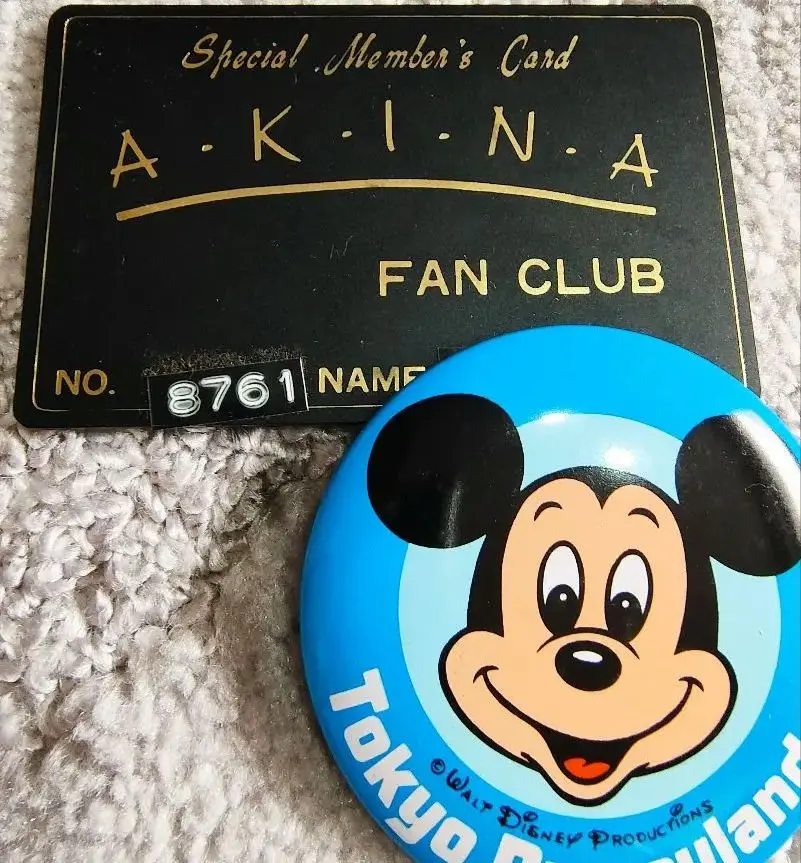 Special Member's Card
A·K·I·N·A
FAN CLUB
NO. 8761 NAME
© WALT DISNEY PRODUCTIONS
Tokyo